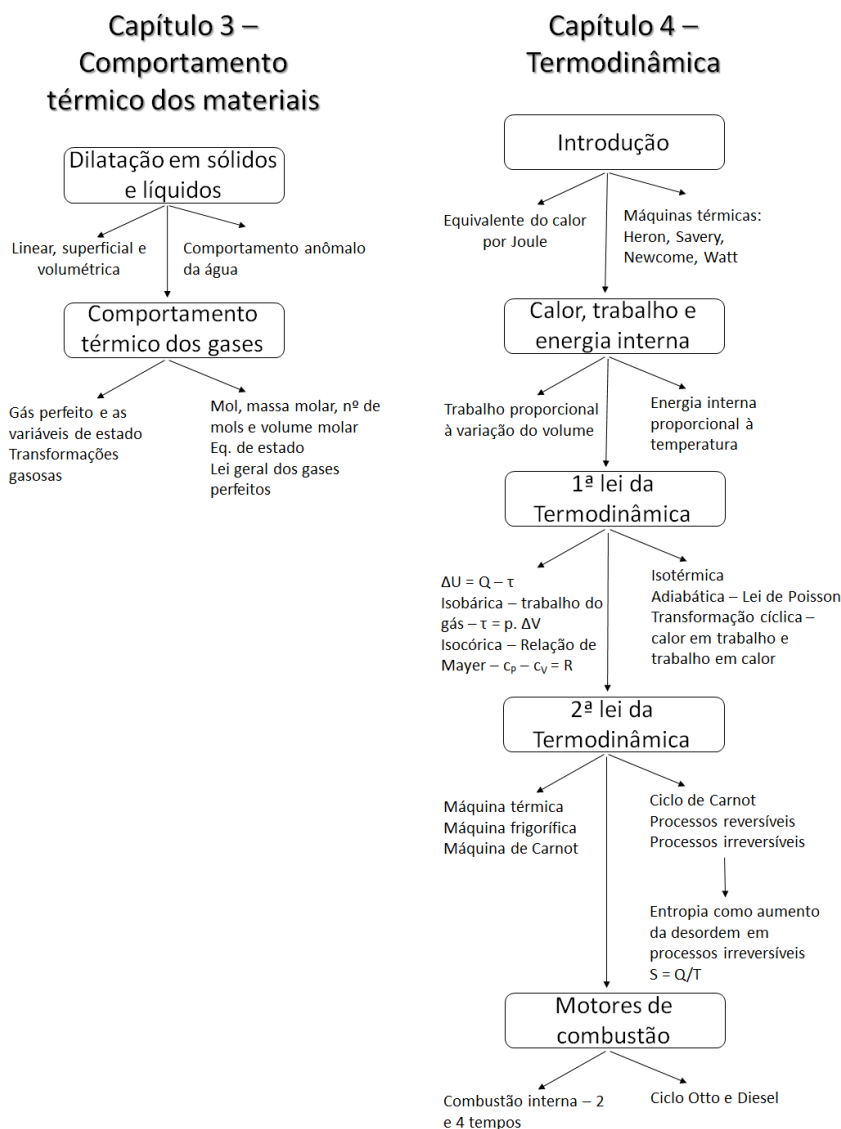 Capítulo 3 –
Comportamento
térmico dos materiais
Dilatação em sólidos
e líquidos
Linear, superficial e
volumétrica
Comportamento anômalo
da água
Comportamento
térmico dos gases
Gás perfeito e as
variáveis de estado
Transformações
gasosas
Mol, massa molar, nº de
mols e volume molar
Eq. de estado
Lei geral dos gases
perfeitos
Capítulo 4 –
Termodinâmica
Introdução
Equivalente do calor
por Joule
Máquinas térmicas:
Heron, Savery,
Newcome, Watt
Calor, trabalho e
energia interna
Trabalho proporcional
à variação do volume
Energia interna
proporcional à
temperatura
1ª lei da
Termodinâmica
ΔU = Q – τ
Isobárica – trabalho do
gás – τ = p. ΔV
Isocórica – Relação de
Mayer – cₚ – cᵥ = R
Isotérmica
Adiabática – Lei de Poisson
Transformação cíclica –
calor em trabalho e
trabalho em calor
2ª lei da
Termodinâmica
Máquina térmica
Máquina frigorífica
Máquina de Carnot
Ciclo de Carnot
Processos reversíveis
Processos irreversíveis
Entropia como aumento
da desordem em
processos irreversíveis
S = Q/T
Motores de
combustão
Combustão interna – 2
e 4 tempos
Ciclo Otto e Diesel